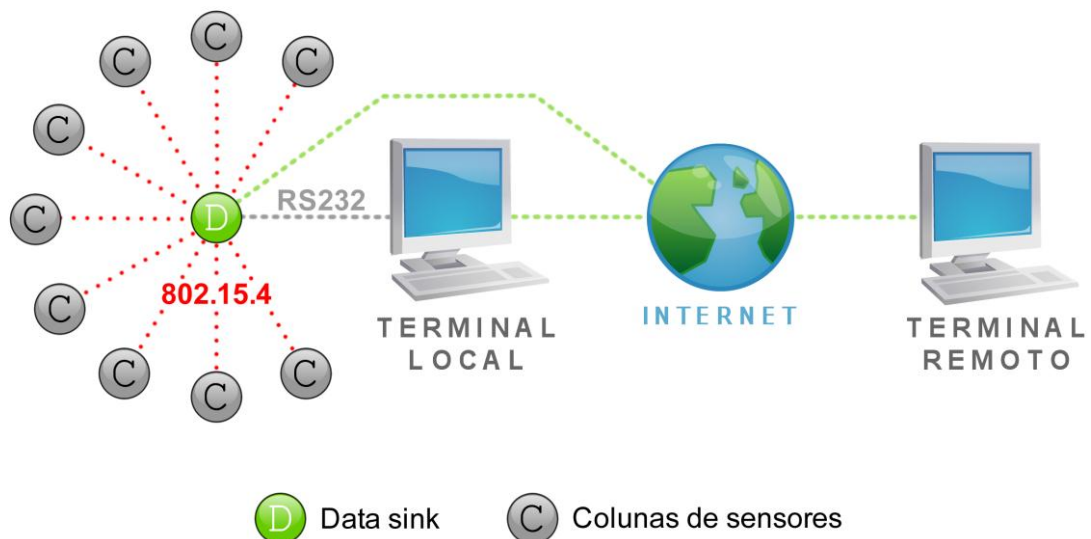 C
C
C
C
RS232
C
D
802.15.4
C
C
C
C
TERMINAL
LOCAL
INTERNET
TERMINAL
REMOTO
D Data sink
C Colunas de sensores